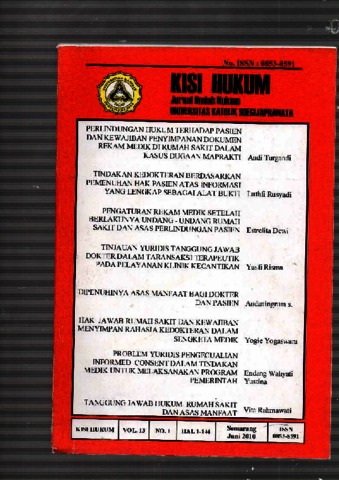 No. ISSN : 0853-8591
KISI HUKUM
Jurnal Ilmiah Hukum
UNIVERSITAS KATOLIK SOEGIJAPRANATA
PERLINDUNGAN HUKUM TERHADAP PASIEN
DAN KEWAJIBAN PENYIMPANAN DOKUMEN
REKAM MEDIK DI RUMAH SAKIT DALAM
KASUS DUGAAN MAPRAKTI Andi Turgandi
TINDAKAN KEDOKTERAN BERDASARKAN
PEMENUHAN HAK PASIEN ATAS INFORMASI
YANG LENGKAP SEBAGAI ALAT BUKTI Luthfi Rusyadi
PENGATURAN REKAM MEDIK SETELAH
BERLAKUNYA UNDANG - UNDANG RUMAH
SAKIT DAN ASAS PERLINDUNGAN PASIEN Estrelita Dewi
TINJAUAN YURIDIS TANGGUNG JAWAB
DOKTER DALAM TARANSAKSI TERAPEUTIK
PADA PELAYANAN KLINIK KECANTIKAN Yusfi Risma
DIPENUHINYA ASAS MANFAAT BAGI DOKTER
DAN PASIEN
HAK JAWAB RUMAH SAKIT DAN KEWAJIBAN
MENYIMPAN RAHASIA KEDOKTERAN DALAM
SENGKETA MEDIK Yogie Yogaswara
PROBLEM YURIDIS PENGECUALIAN
INFORMED CONSENT DALAM TINDAKAN
MEDIK UNTUK MELAKSANAKAN PROGRAM Endang Wahyati
PEMERINTAH Yustina
TANGGUNG JAWAB HUKUM RUMAH SAKIT
DAN ASAS MANFAAT Vita Rahmawati
KISI HUKUM VOL. 13 NO. 1 HAL 1-144 Semarang Juni 2010 ISSN 0853-8591